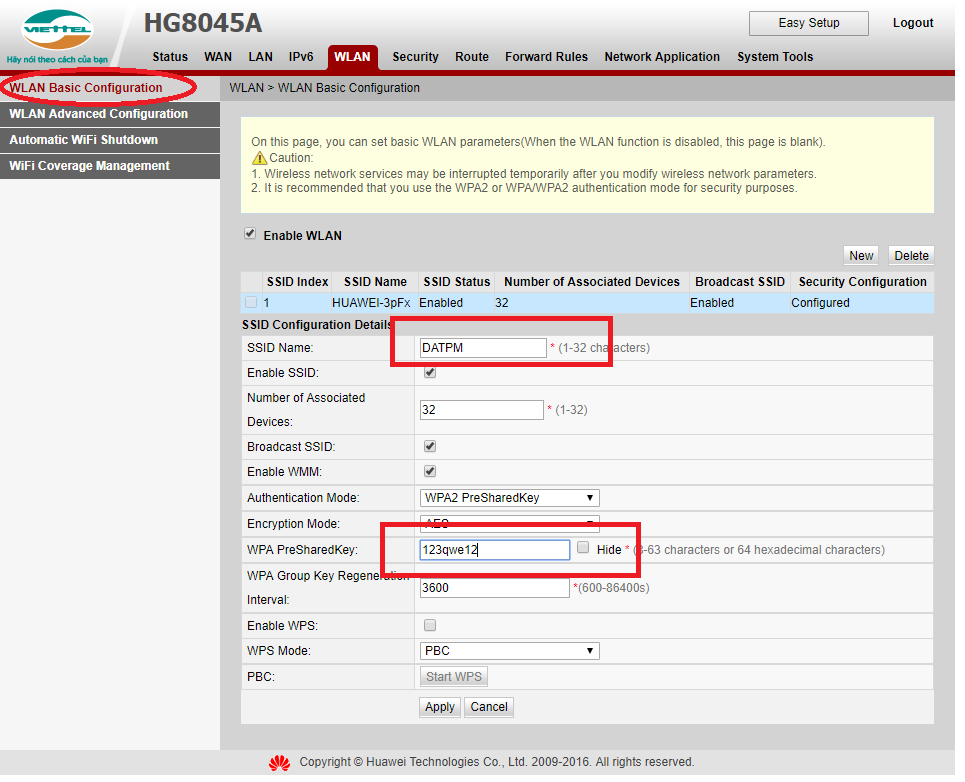 VIETTEL
Hãy nói theo cách của bạn
HG8045A
Easy Setup
Logout
Status WAN LAN IPv6 WLAN Security Route Forward Rules Network Application System Tools
WLAN Basic Configuration
WLAN Advanced Configuration
Automatic WiFi Shutdown
WiFi Coverage Management
WLAN > WLAN Basic Configuration
On this page, you can set basic WLAN parameters(When the WLAN function is disabled, this page is blank).
Caution:
1. Wireless network services may be interrupted temporarily after you modify wireless network parameters.
2. It is recommended that you use the WPA2 or WPA/WPA2 authentication mode for security purposes.
Enable WLAN
New Delete
SSID Index SSID Name SSID Status Number of Associated Devices Broadcast SSID Security Configuration
1 HUAWEI-3pFx Enabled 32 Enabled Configured
SSID Configuration Details
SSID Name: DATPM * (1-32 characters)
Enable SSID:
Number of Associated
Devices: 32 * (1-32)
Broadcast SSID:
Enable WMM:
Authentication Mode: WPA2 PreSharedKey
Encryption Mode: AES
WPA PreSharedKey: 123qwe12 Hide * (8-63 characters or 64 hexadecimal characters)
WPA Group Key Regeneration
Interval: 3600 *(600-86400s)
Enable WPS:
WPS Mode: PBC
PBC: Start WPS
Apply Cancel
Copyright © Huawei Technologies Co., Ltd. 2009-2016. All rights reserved.